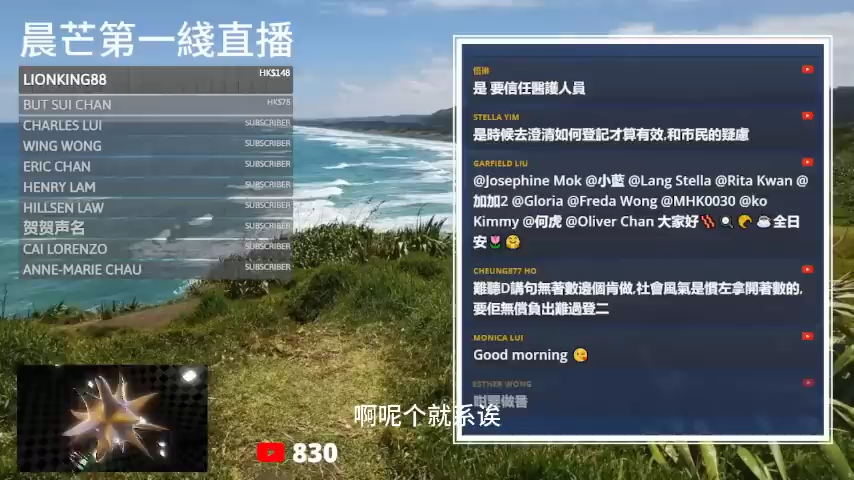 晨芒第一綫直播
LIONKING88 HK$148
BUT SUI CHAN HK$78
CHARLES LUI SUBSCRIBER
WING WONG SUBSCRIBER
ERIC CHAN SUBSCRIBER
HENRY LAM SUBSCRIBER
HILLSEN LAW SUBSCRIBER
贺贺声名 SUBSCRIBER
CAI LORENZO SUBSCRIBER
ANNE-MARIE CHAU SUBSCRIBER
是 要信任醫護人員
STELLA YIM
是時候去澄清如何登記才算有效,和市民的疑慮
GARFIELD LIU
@Josephine Mok @小藍 @Lang Stella @Rita Kwan @
加加2 @Gloria @Freda Wong @MHK0030 @ko
Kimmy @何虎 @Oliver Chan 大家好🥓🍳🥐☕全日
安🌷🤗
CHEUNG877 HO
難聽D講句無著數邊個肯做,社會風氣是慣左拿開著數的,
要佢無償負出難過登二
MONICA LUI
Good morning 😘
ESTHER WONG
啊呢个就系诶
830